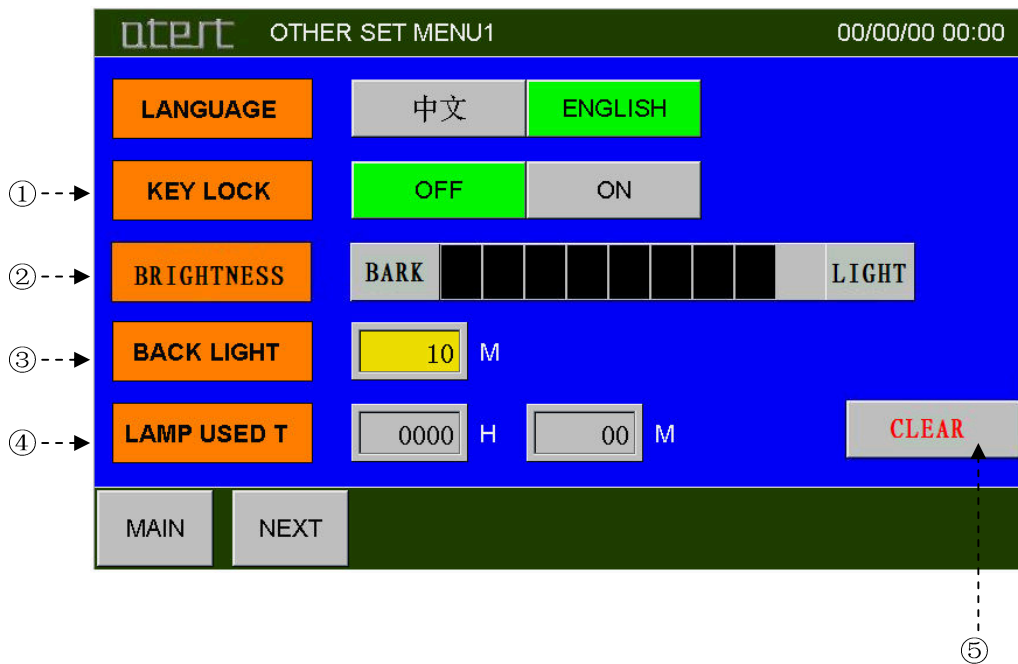 atert OTHER SET MENU1 00/00/00 00:00
LANGUAGE 中文 ENGLISH
① KEY LOCK OFF ON
② BRIGHTNESS BARK LIGHT
③ BACK LIGHT 10 M
④ LAMP USED T 0000 H 00 M CLEAR
MAIN NEXT
⑤